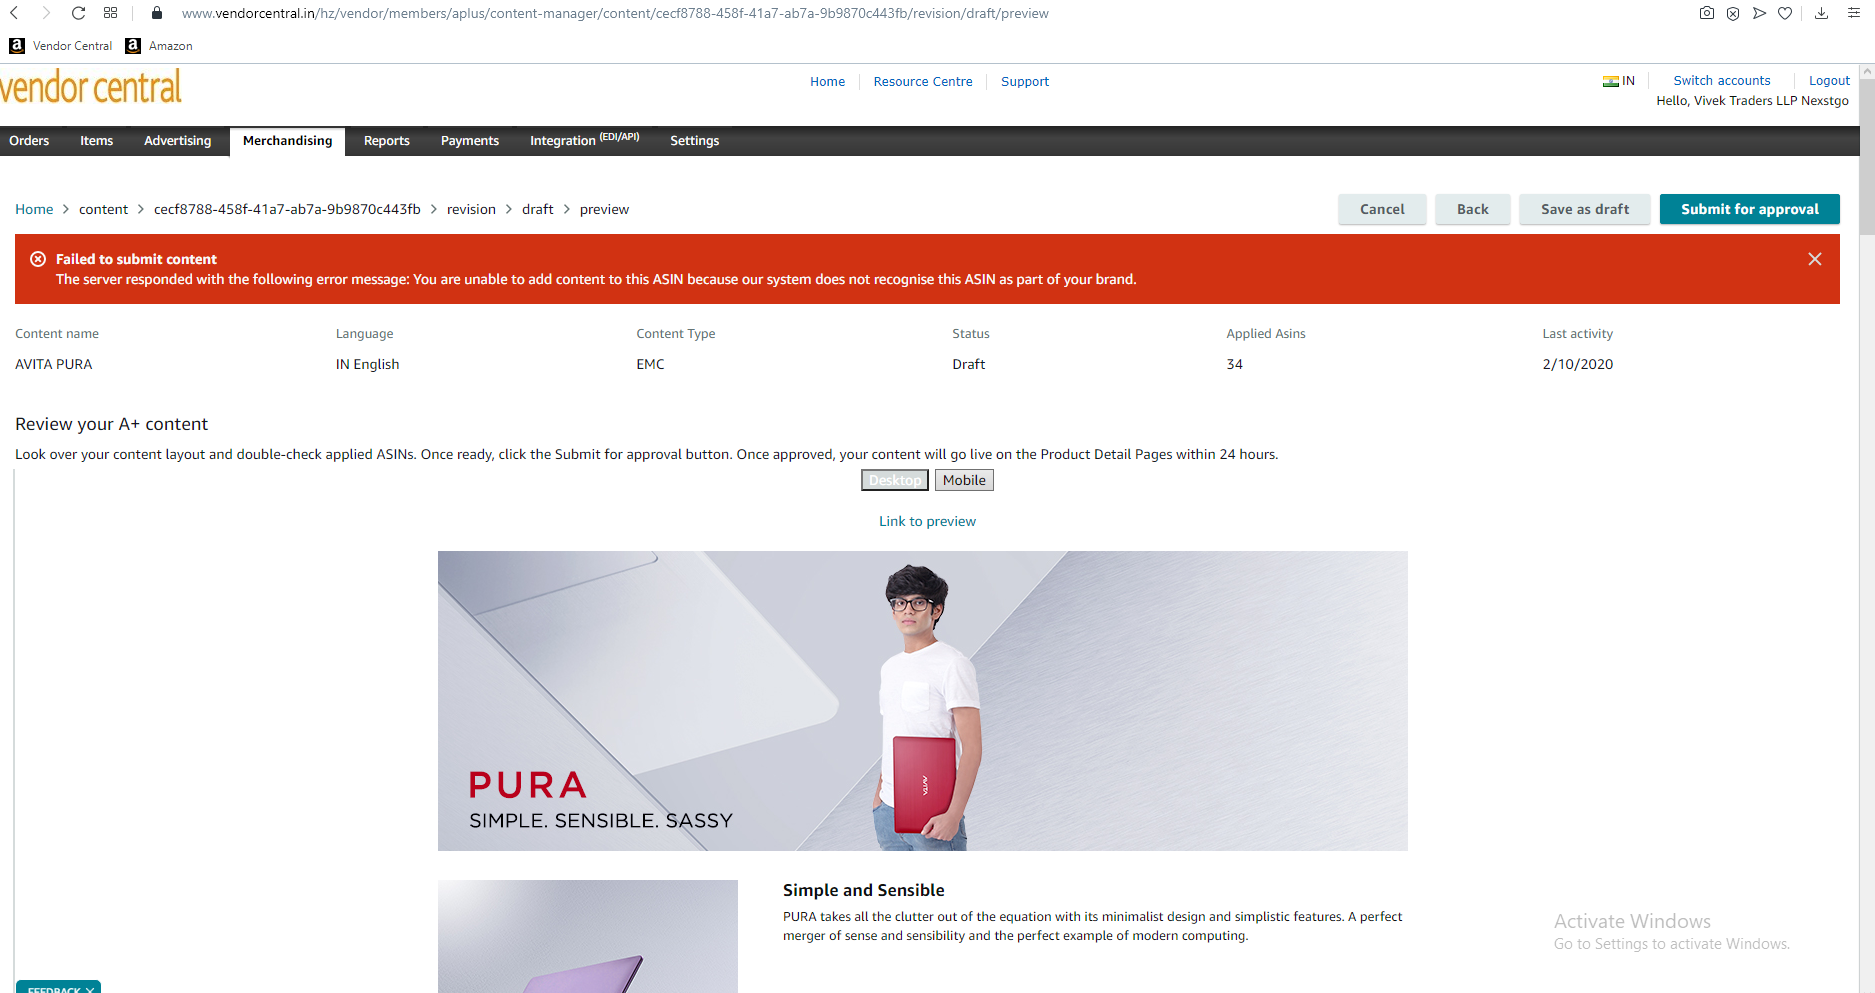 www.vendorcentral.in/hz/vendor/members/aplus/content-manager/content/cecf8788-458f-41a7-ab7a-9b9870c443fb/revision/draft/preview
Vendor Central Amazon
vendor central
Home Resource Centre Support
IN Switch accounts Logout
Hello, Vivek Traders LLP Nexstgo
Orders Items Advertising Merchandising Reports Payments Integration (EDI/API) Settings
Home > content > cecf8788-458f-41a7-ab7a-9b9870c443fb > revision > draft > preview
Cancel Back Save as draft Submit for approval
Failed to submit content
The server responded with the following error message: You are unable to add content to this ASIN because our system does not recognise this ASIN as part of your brand.
Content name Language Content Type Status Applied Asins Last activity
AVITA PURA IN English EMC Draft 34 2/10/2020
Review your A+ content
Look over your content layout and double-check applied ASINs. Once ready, click the Submit for approval button. Once approved, your content will go live on the Product Detail Pages within 24 hours.
Desktop Mobile
Link to preview
AVITA
PURA
SIMPLE. SENSIBLE. SASSY
Simple and Sensible
PURA takes all the clutter out of the equation with its minimalist design and simplistic features. A perfect
merger of sense and sensibility and the perfect example of modern computing.
Activate Windows
Go to Settings to activate Windows.
FEEDBACK